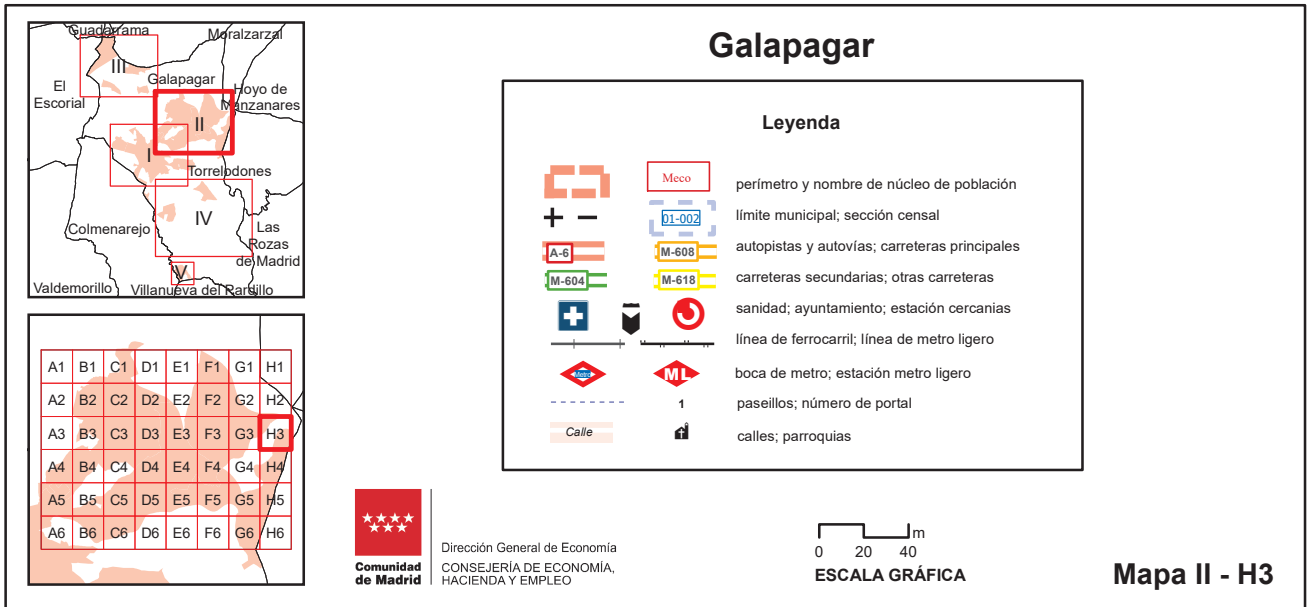 Guadarrama
Moralzarzal
III
El
Escorial
Galapagar
Hoyo de
Manzanares
II
I
Torrelodones
IV
Colmenarejo
Las
Rozas
de Madrid
V
Valdemorillo
Villanueva del Pardillo
A1 B1 C1 D1 E1 F1 G1 H1
A2 B2 C2 D2 E2 F2 G2 H2
A3 B3 C3 D3 E3 F3 G3 H3
A4 B4 C4 D4 E4 F4 G4 H4
A5 B5 C5 D5 E5 F5 G5 H5
A6 B6 C6 D6 E6 F6 G6 H6
Galapagar
Leyenda
Meco
perímetro y nombre de núcleo de población
01-002
límite municipal; sección censal
A-6
M-608
autopistas y autovías; carreteras principales
M-604
M-618
carreteras secundarias; otras carreteras
sanidad; ayuntamiento; estación cercanias
línea de ferrocarril; línea de metro ligero
Metro
ML
boca de metro; estación metro ligero
1
paseillos; número de portal
Calle
calles; parroquias
Comunidad
de Madrid
Dirección General de Economía
CONSEJERÍA DE ECONOMÍA,
HACIENDA Y EMPLEO
m
0 20 40
ESCALA GRÁFICA
Mapa II - H3